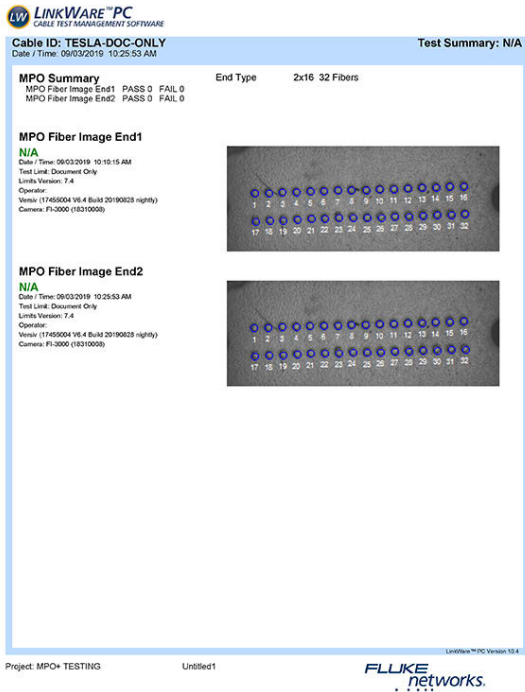 LW LINKWARE™PC
CABLE TEST MANAGEMENT SOFTWARE
Cable ID: TESLA-DOC-ONLY Test Summary: N/A
Date / Time: 09/03/2019 10:25:53 AM
MPO Summary End Type 2x16 32 Fibers
MPO Fiber Image End1 PASS 0 FAIL 0
MPO Fiber Image End2 PASS 0 FAIL 0
MPO Fiber Image End1
N/A
Date / Time: 09/03/2019 10:10:15 AM
Test Limit: Document Only
Limits Version: 7.4
Operator:
Versiv (17455004 V6.4 Build 20190828 nightly)
Camera: FI-3000 (18310008)
1 2 3 4 5 6 7 8 9 10 11 12 13 14 15 16
17 18 19 20 21 22 23 24 25 26 27 28 29 30 31 32
MPO Fiber Image End2
N/A
Date / Time: 09/03/2019 10:25:53 AM
Test Limit: Document Only
Limits Version: 7.4
Operator:
Versiv (17455004 V6.4 Build 20190828 nightly)
Camera: FI-3000 (18310008)
1 2 3 4 5 6 7 8 9 10 11 12 13 14 15 16
17 18 19 20 21 22 23 24 25 26 27 28 29 30 31 32
LinkWare™ PC Version 10.4
Project: MPO+ TESTING Untitled1
FLUKE
networks.